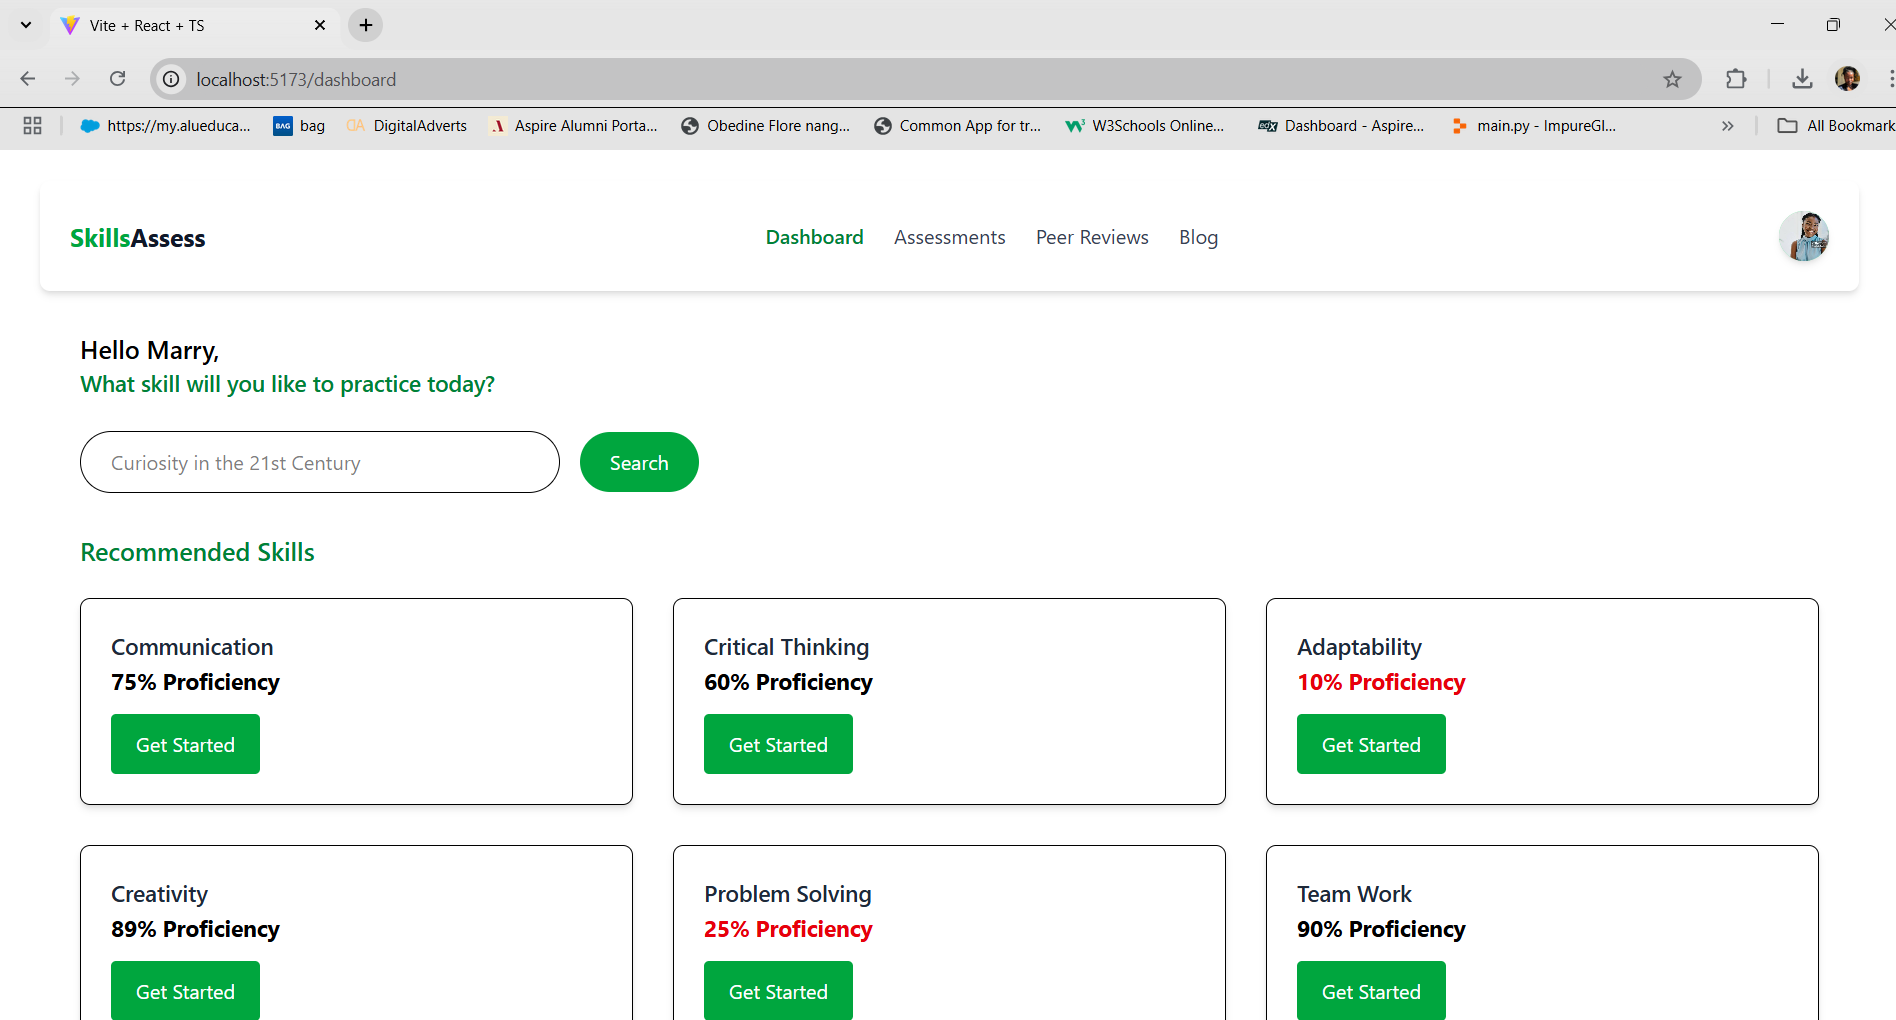 Vite + React + TS
localhost:5173/dashboard
https://my.alueduca... bag DigitalAdverts Aspire Alumni Porta... Obedine Flore nang... Common App for tr... W3Schools Online... Dashboard - Aspire... main.py - ImpureGl... All Bookmark
SkillsAssess Dashboard Assessments Peer Reviews Blog
Hello Marry,
What skill will you like to practice today?
Curiosity in the 21st Century Search
Recommended Skills
Communication
75% Proficiency
Get Started
Critical Thinking
60% Proficiency
Get Started
Adaptability
10% Proficiency
Get Started
Creativity
89% Proficiency
Get Started
Problem Solving
25% Proficiency
Get Started
Team Work
90% Proficiency
Get Started